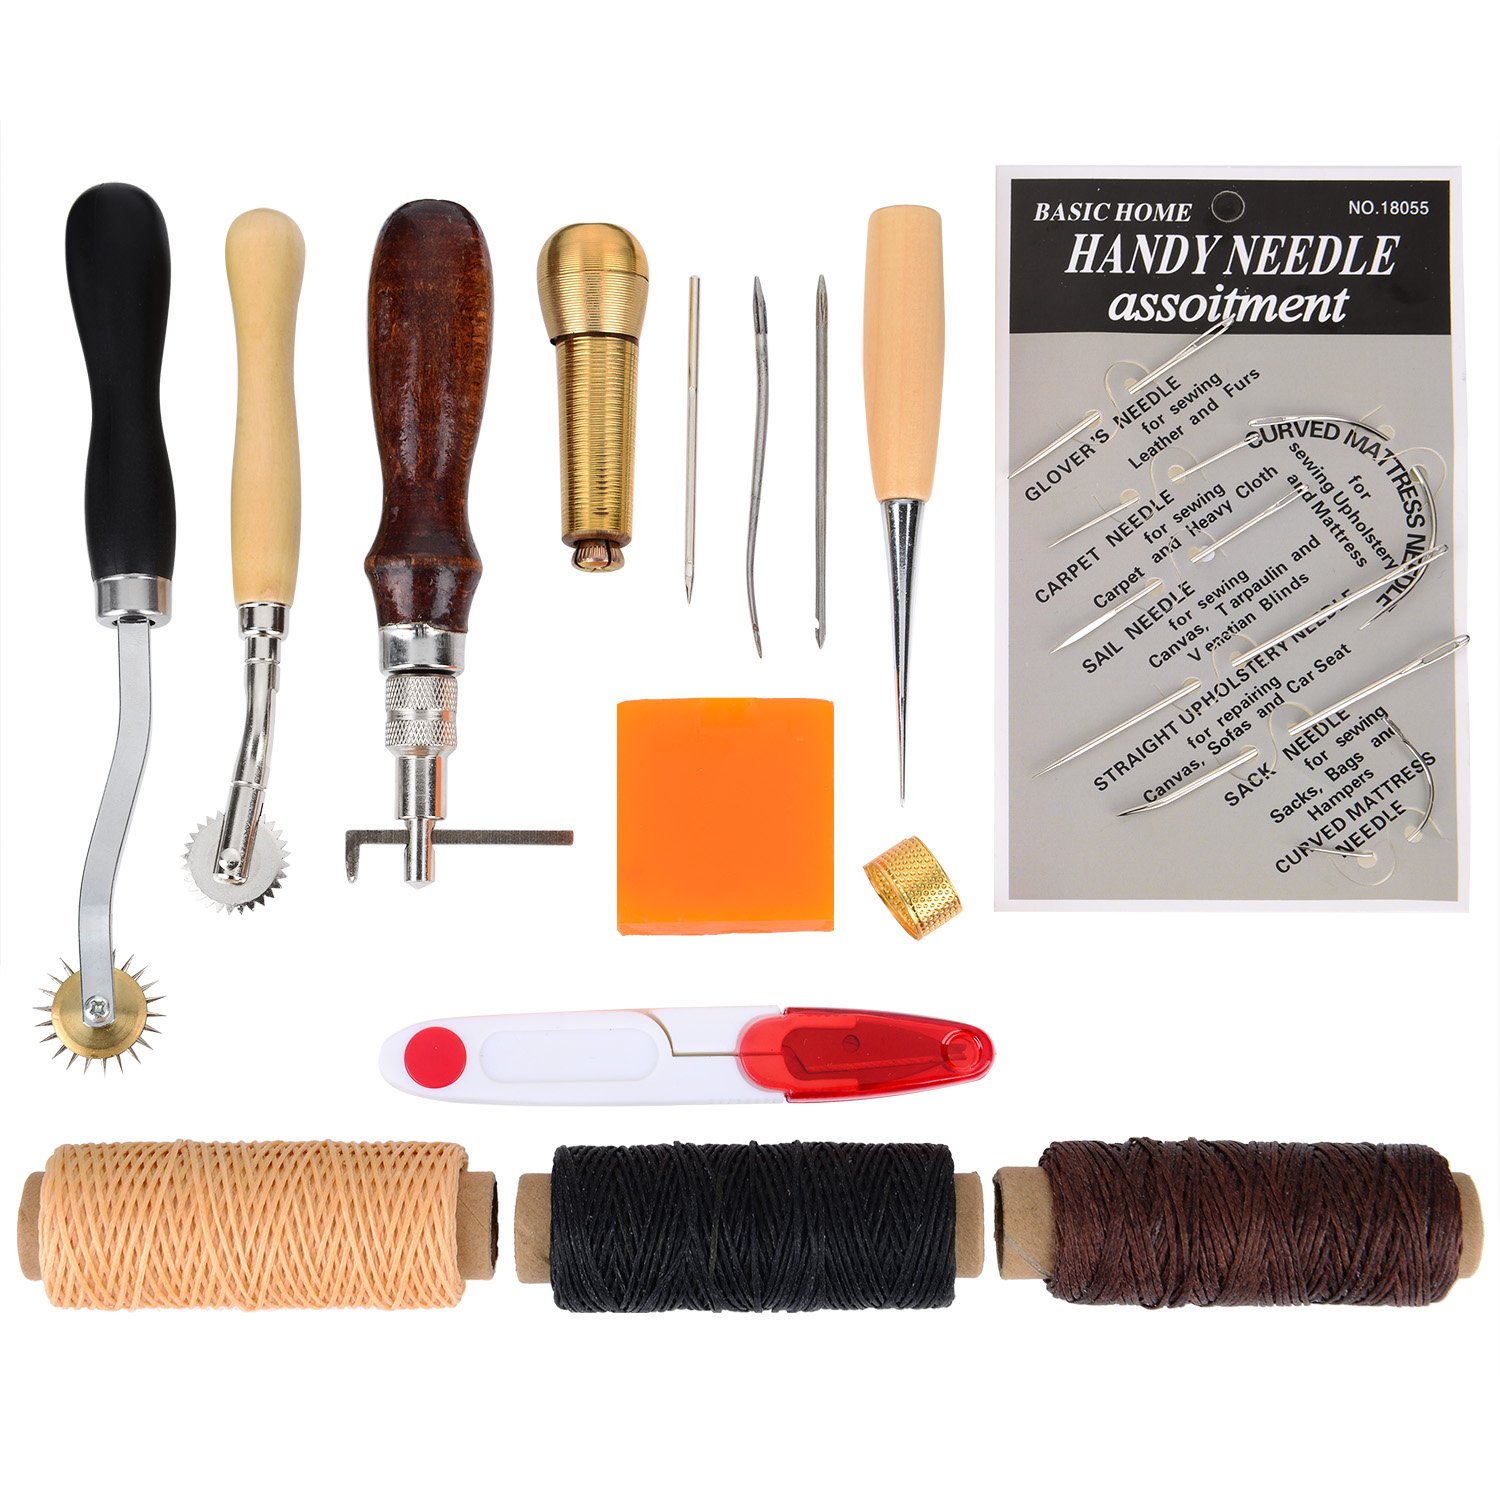 BASIC HOME
NO.18055
HANDY NEEDLE
assoitment
GLOVER'S NEEDLE
for sewing
Leather and Furs
CURVED MATTRESS NEEDLE
for
sewing Upholstery
and Mattress
CARPET NEEDLE
for sewing
Carpet and Heavy Cloth
SAIL NEEDLE
for sewing
Canvas, Tarpaulin and
Venetian Blinds
STRAIGHT UPHOLSTERY NEEDLE
for repairing
Canvas, Sofas and Car Seat
SACK NEEDLE
for sewing
Sacks, Bags and
Hampers
CURVED MATTRESS
NEEDLE